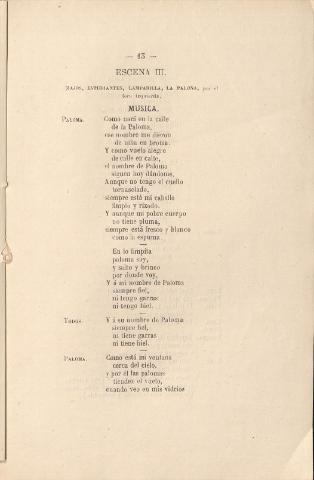 — 13 —
ESCENA III.
MAJOS, ESTUDIANTES, CAMPANILLA, LA PALOMA, por el
foro izquierda.
MÚSICA.
PALOMA. Como nací en la calle
de la Paloma,
ese nombre me dieron
de niña en broma.
Y como vuelo alegre
de calle en calle,
el nombre de Paloma
siguen hoy dándome,
Aunque no tengo el cuello
tornasolado,
siempre está mi cabello
limpio y rizado.
Y aunque mi pobre cuerpo
no tiene pluma,
siempre está fresco y blanco
como la espuma.
En lo limpita
paloma soy,
y salto y brinco
por donde voy,
Y á mi nombre de Paloma
siempre fiel,
ni tengo garras
ni tengo hiel.
TODOS. Y á su nombre de Paloma
siempre fiel,
ni tiene garras
ni tiene hiel.
PALOMA. Como está mi ventana
cerca del cielo,
y por él las palomas
tienden el vuelo,
cuando ven en mis vidrios